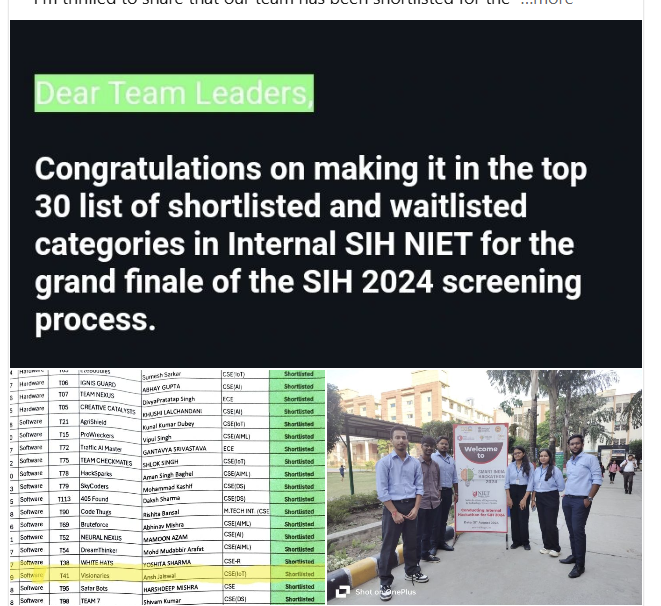 I'm thrilled to share that our team has been shortlisted for the ...more
Dear Team Leaders,
Congratulations on making it in the top
30 list of shortlisted and waitlisted
categories in Internal SIH NIET for the
grand finale of the SIH 2024 screening
process.
Sumesh Sarkar CSE(IoT) Shortlisted
Hardware T06 IGNIS GUARD ABHAY GUPTA CSE(AI) Shortlisted
Hardware T07 TEAM NEXUS DivyaPratatap Singh ECE Shortlisted
Hardware T05 CREATIVE CATALYSTS KHUSHI LALCHANDANI CSE(AI) Shortlisted
Software T21 AgriShield Kunal Kumar Dubey CSE(IoT) Shortlisted
Software T15 ProWreckers Vipul Singh CSE(AIML) Shortlisted
Software T72 Traffic AI Master GANTAVYA SRIVASTAVA ECE Shortlisted
Software T75 TEAM CHECKMATES SHLOK SINGH CSE(IoT) Shortlisted
Software T78 HackSparks Aman Singh Baghel CSE(AIML) Shortlisted
Software T79 SkyCoders Mohammad Kashif CSE(DS) Shortlisted
Software T113 405 Found Daksh Sharma CSE(DS) Shortlisted
Software T90 Code Thugs Rishita Bansal M.TECH INT. (CSE Shortlisted
Software T69 Bruteforce Abhinav Mishra CSE(AIML) Shortlisted
Software T52 NEURAL NEXUS MAMOON AZAM CSE(AI) Shortlisted
Software T54 DreamThinker Mohd Mudabbir Arafat CSE(AIML) Shortlisted
Software T38 WHITE HATS YOSHITA SHARMA CSE-R Shortlisted
Software T41 Visionaries Ansh Jaiswal CSE(IoT) Shortlisted
Software T95 Satar Bots HARSHDEEP MISHRA CSE Shortlisted
Software T98 TEAM 7 Shivam Kumar CSE(DS) Shortlisted
Welcome
to
SMART INDIA
HACKATHON
2024
NIET
Shot on OnePlus